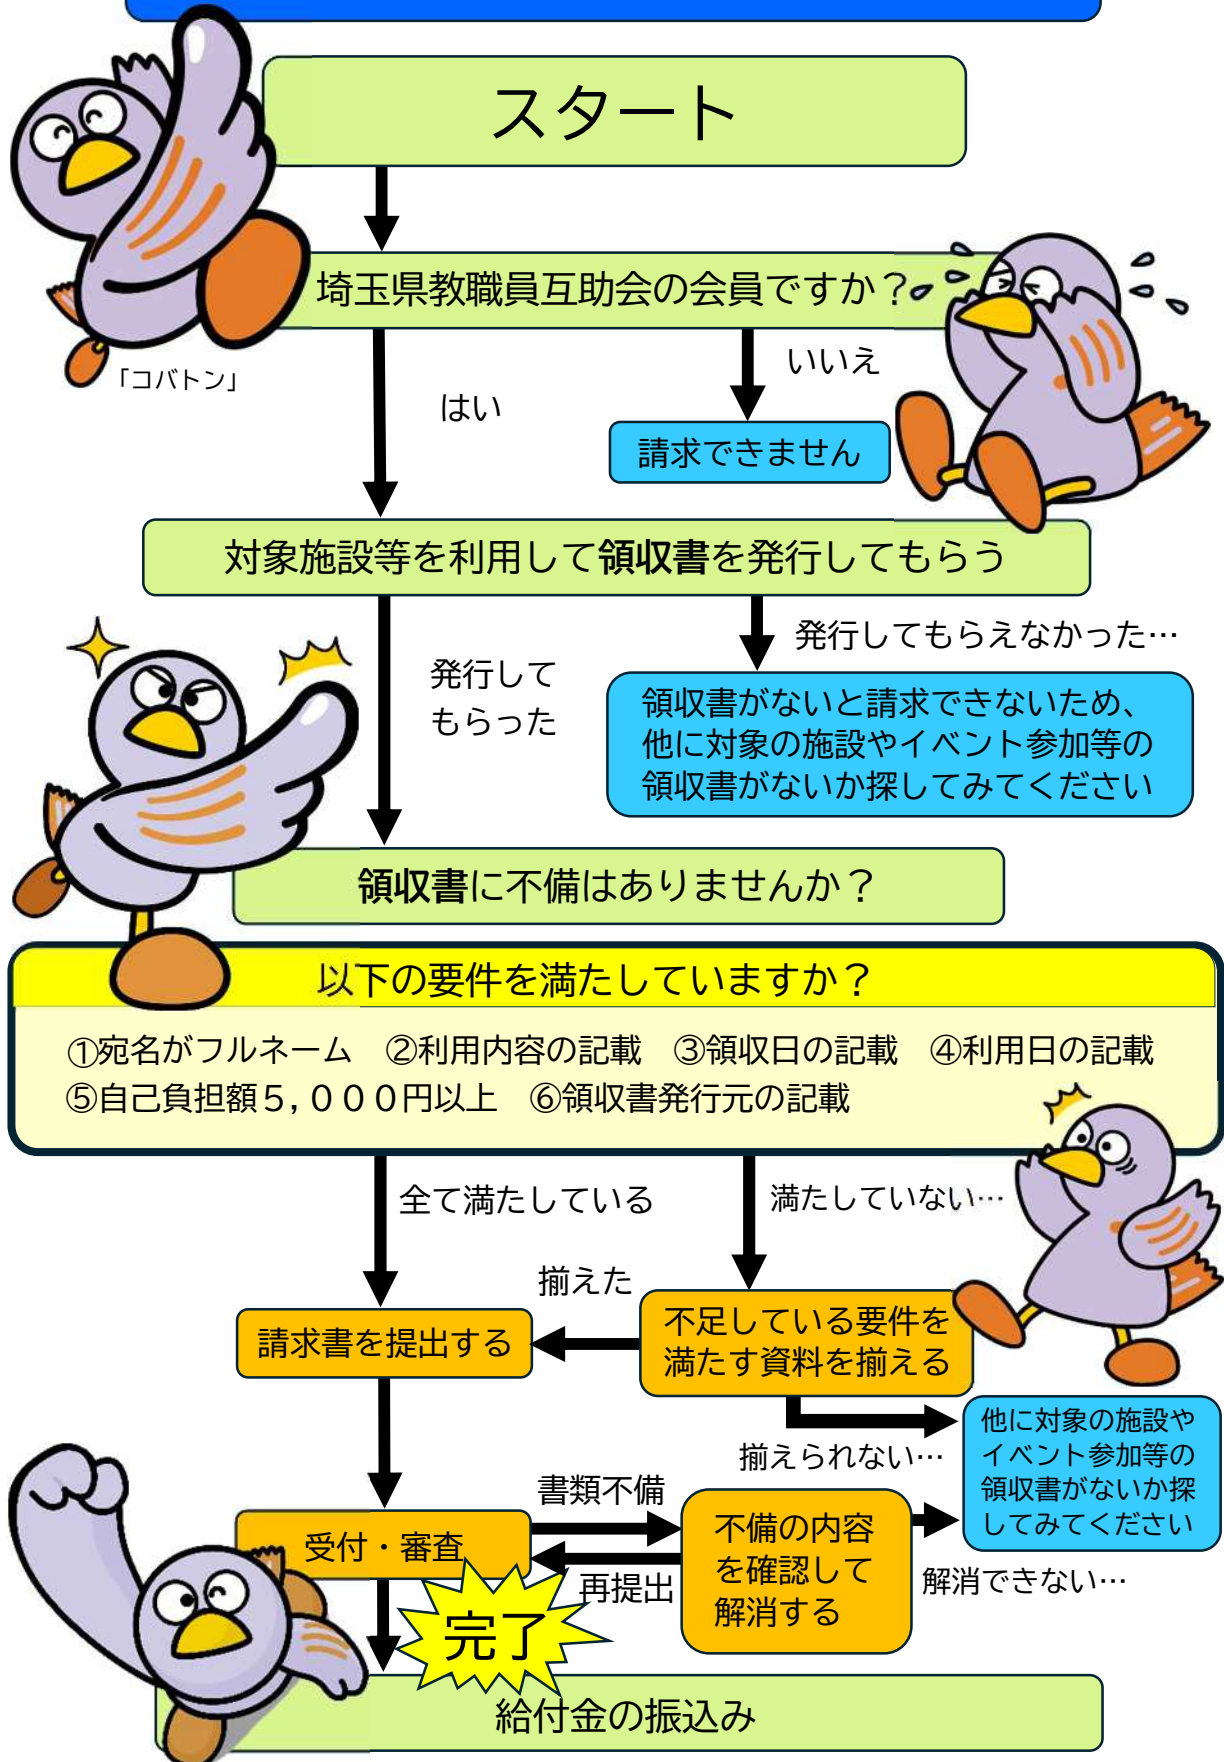 スタート
埼玉県教職員互助会の会員ですか？
「コバトン」
はい
いいえ
請求できません
対象施設等を利用して領収書を発行してもらう
発行して
もらった
発行してもらえなかった…
領収書がないと請求できないため、
他に対象の施設やイベント参加等の
領収書がないか探してみてください
領収書に不備はありませんか？
以下の要件を満たしていますか？
①宛名がフルネーム　②利用内容の記載　③領収日の記載　④利用日の記載
⑤自己負担額５,０００円以上　⑥領収書発行元の記載
全て満たしている
満たしていない…
揃えた
請求書を提出する
不足している要件を
満たす資料を揃える
揃えられない…
他に対象の施設や
イベント参加等の
領収書がないか探
してみてください
書類不備
受付・審査
再提出
不備の内容
を確認して
解消する
解消できない…
完了
給付金の振込み